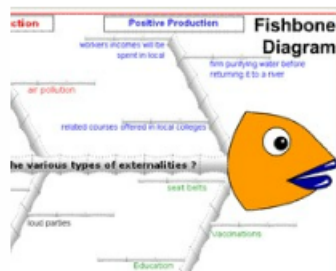 ction
Positive Production
Fishbone
Diagram
workers incomes will be
spent in local
firm purifying water before
returning it to a river
air pollution
related courses offered in local colleges
he various types of externalities ?
seat belts
loud parties
vaccinations
Education